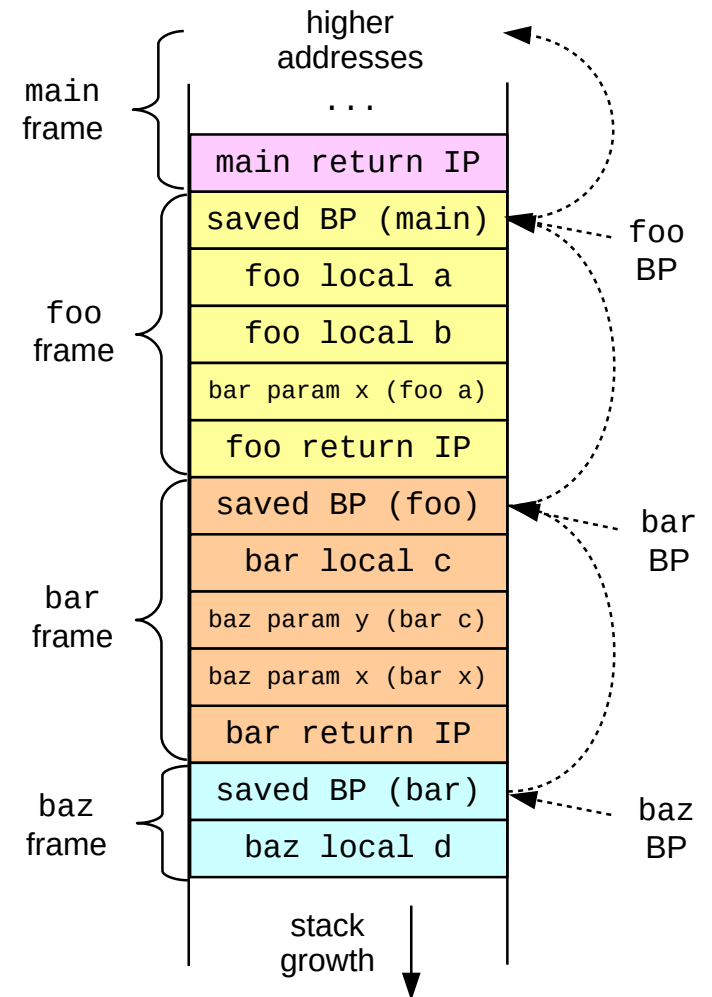 higher
addresses
...
main
frame
main return IP
saved BP (main)
foo
BP
foo local a
foo
frame
foo local b
bar param x (foo a)
foo return IP
saved BP (foo)
bar
BP
bar local c
bar
frame
baz param y (bar c)
baz param x (bar x)
bar return IP
saved BP (bar)
baz
BP
baz
frame
baz local d
stack
growth